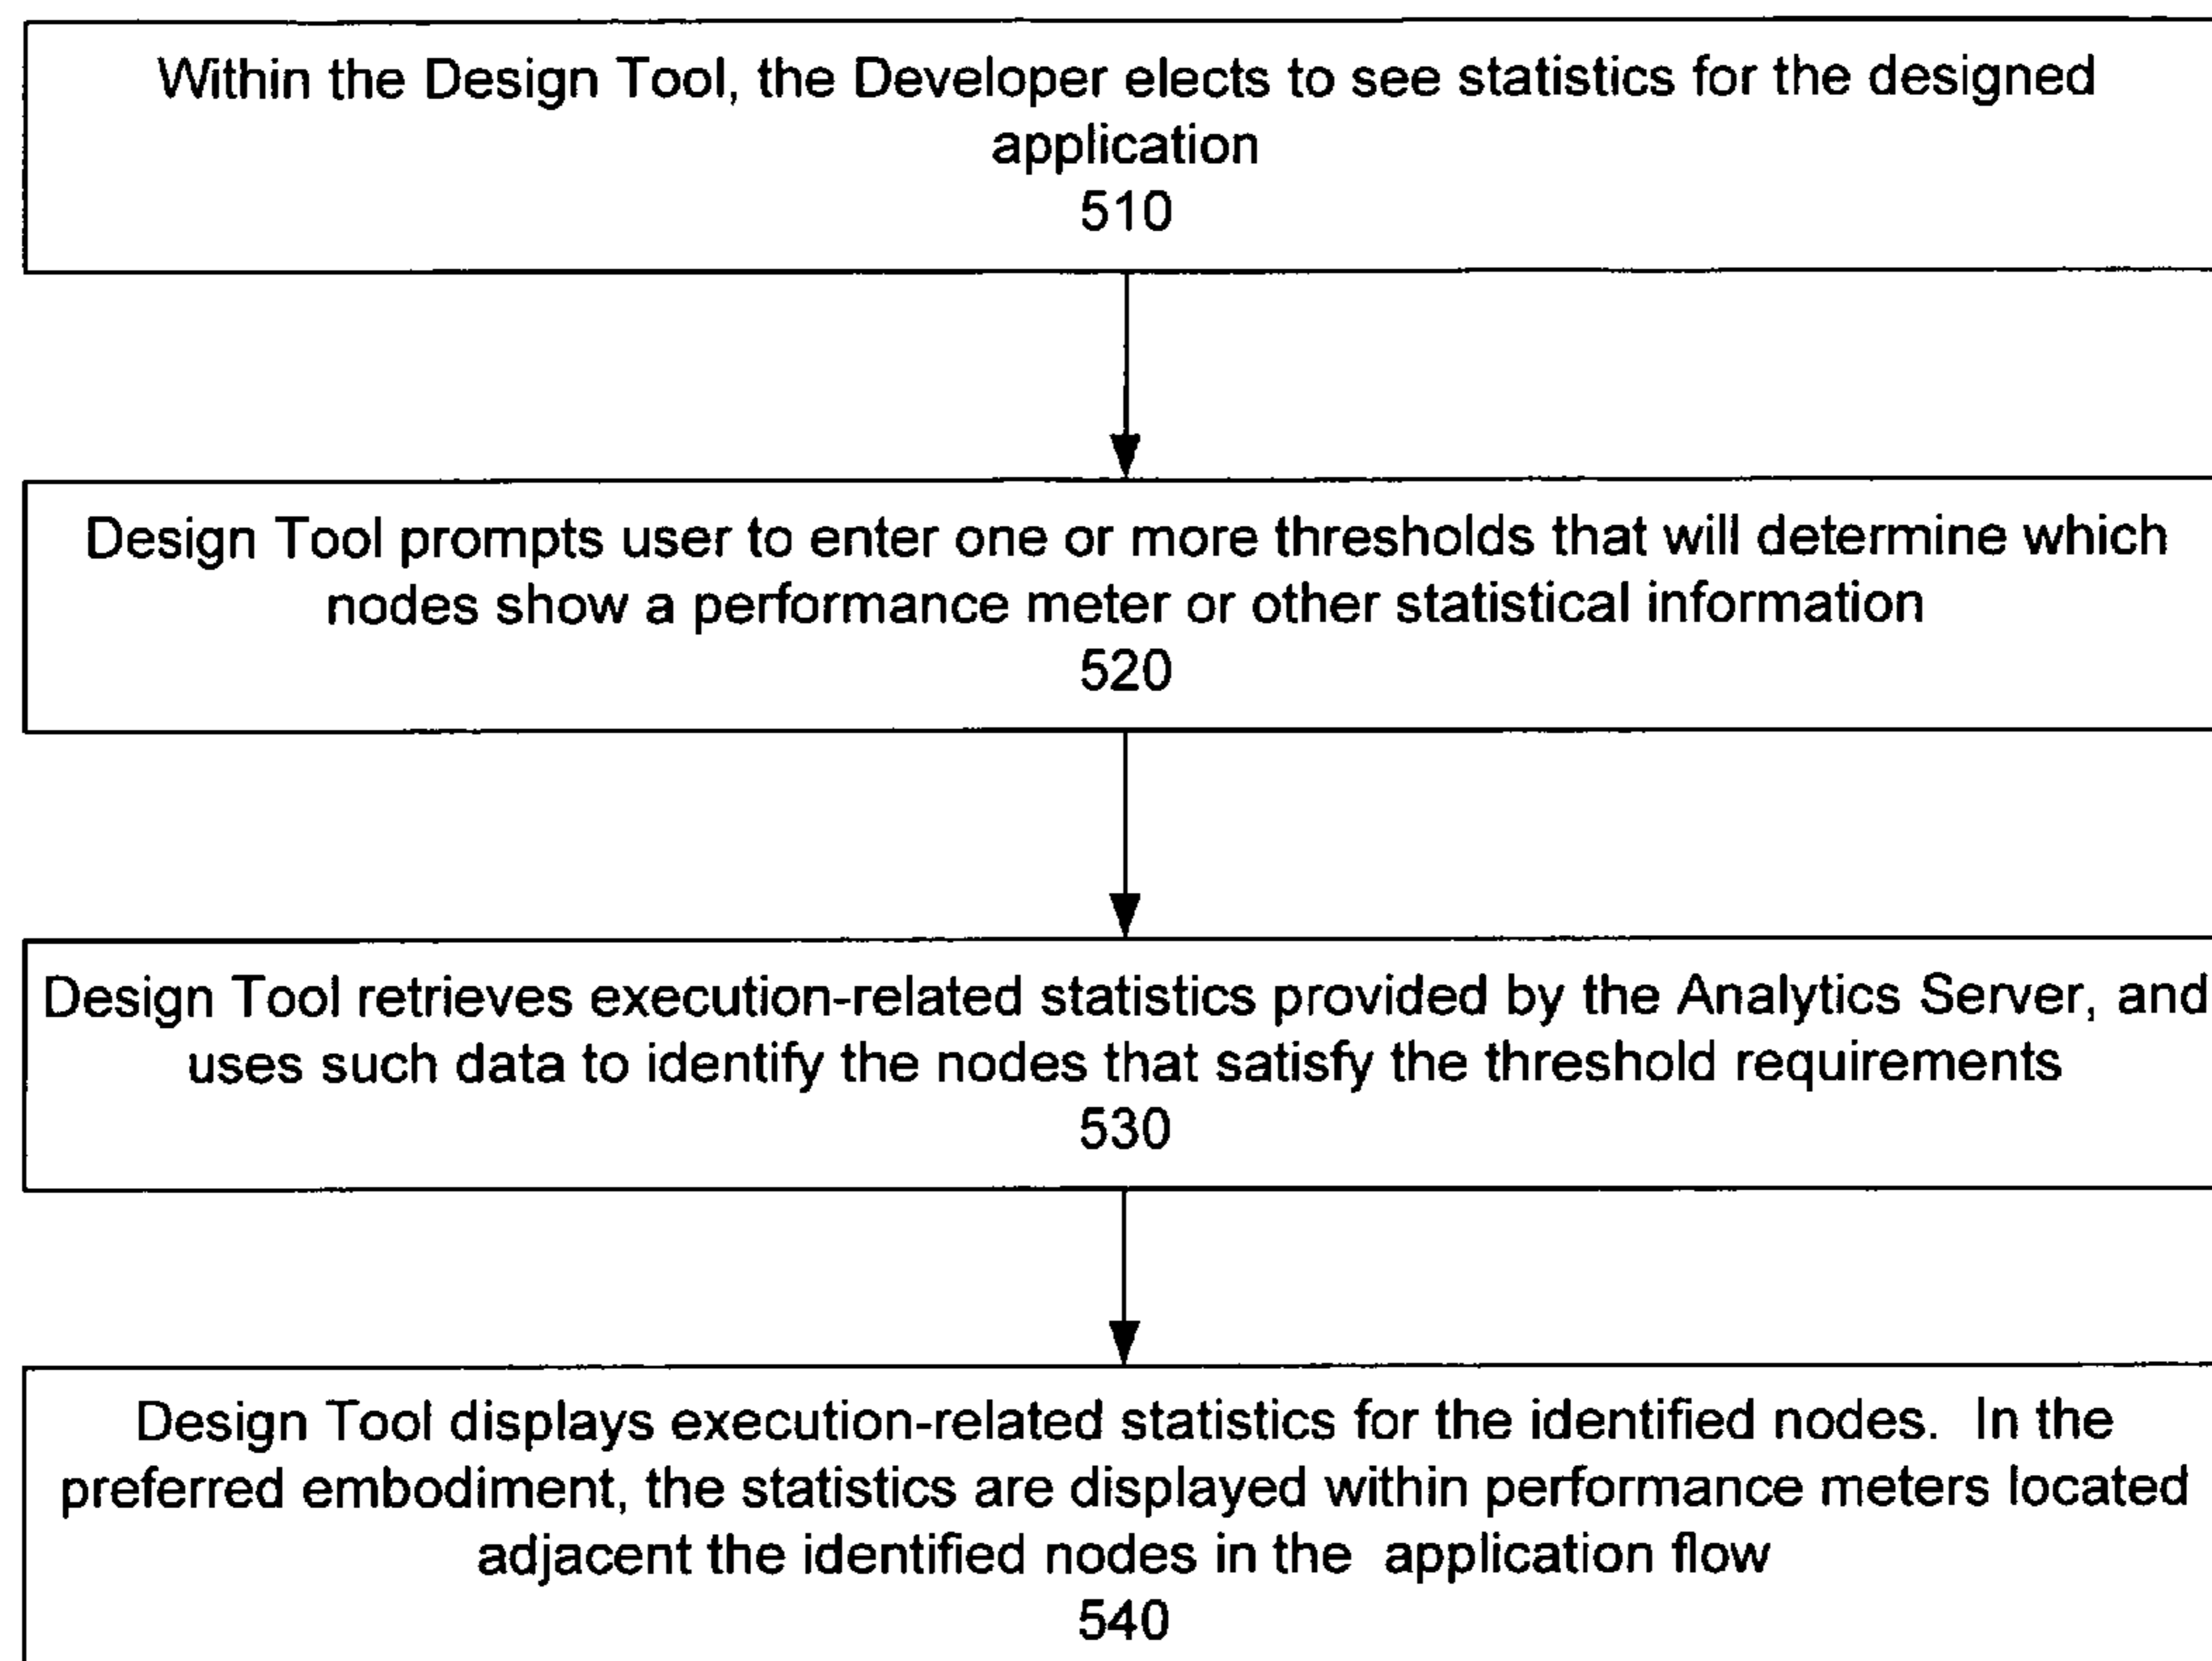 Within the Design Tool, the Developer elects to see statistics for the designed
application
510
Design Tool prompts user to enter one or more thresholds that will determine which
nodes show a performance meter or other statistical information
520
Design Tool retrieves execution-related statistics provided by the Analytics Server, and
uses such data to identify the nodes that satisfy the threshold requirements
530
Design Tool displays execution-related statistics for the identified nodes.  In the
preferred embodiment, the statistics are displayed within performance meters located
adjacent the identified nodes in the  application flow
540